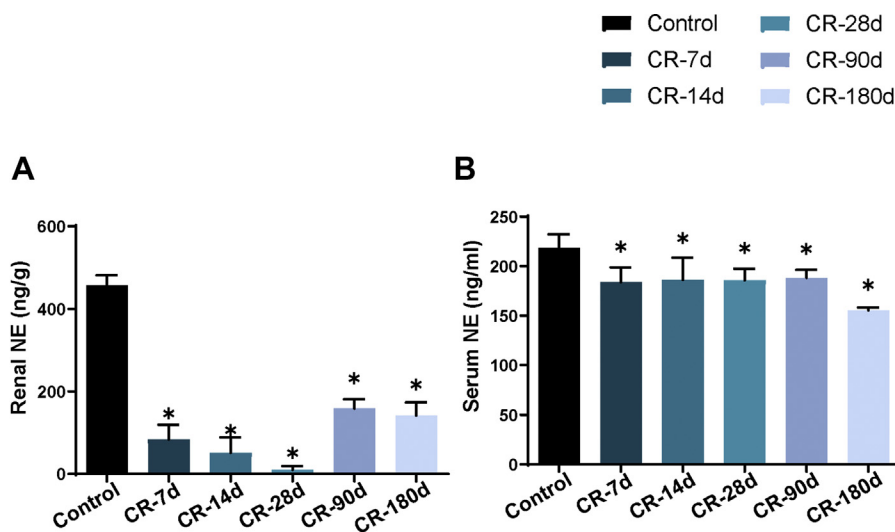 Control
CR-7d
CR-14d
CR-28d
CR-90d
CR-180d
A
Renal NE (ng/g)
600
400
200
0
*
*
*
*
*
Control
CR-7d
CR-14d
CR-28d
CR-90d
CR-180d
B
Serum NE (ng/ml)
250
200
150
100
50
0
*
*
*
*
*
Control
CR-7d
CR-14d
CR-28d
CR-90d
CR-180d